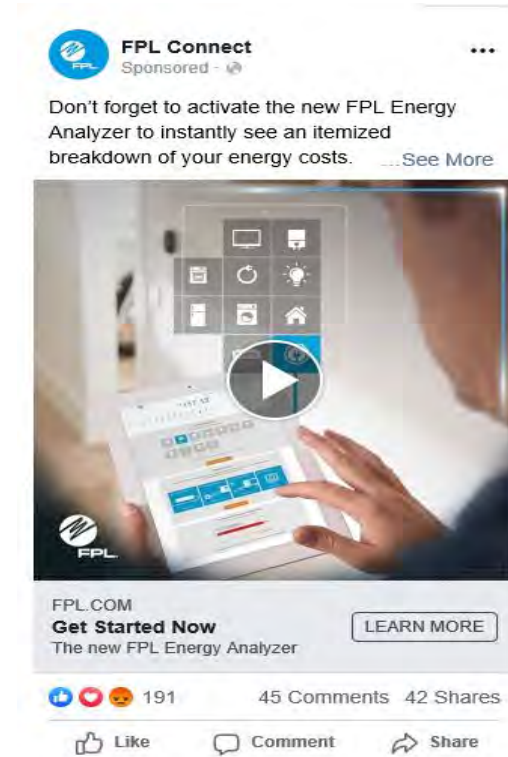 FPL Connect
FPL.
Sponsored ·
Don't forget to activate the new FPL Energy
Analyzer to instantly see an itemized
breakdown of your energy costs. ...See More
FPL.
FPL.COM
Get Started Now
LEARN MORE
The new FPL Energy Analyzer
191
45 Comments 42 Shares
Like Comment Share